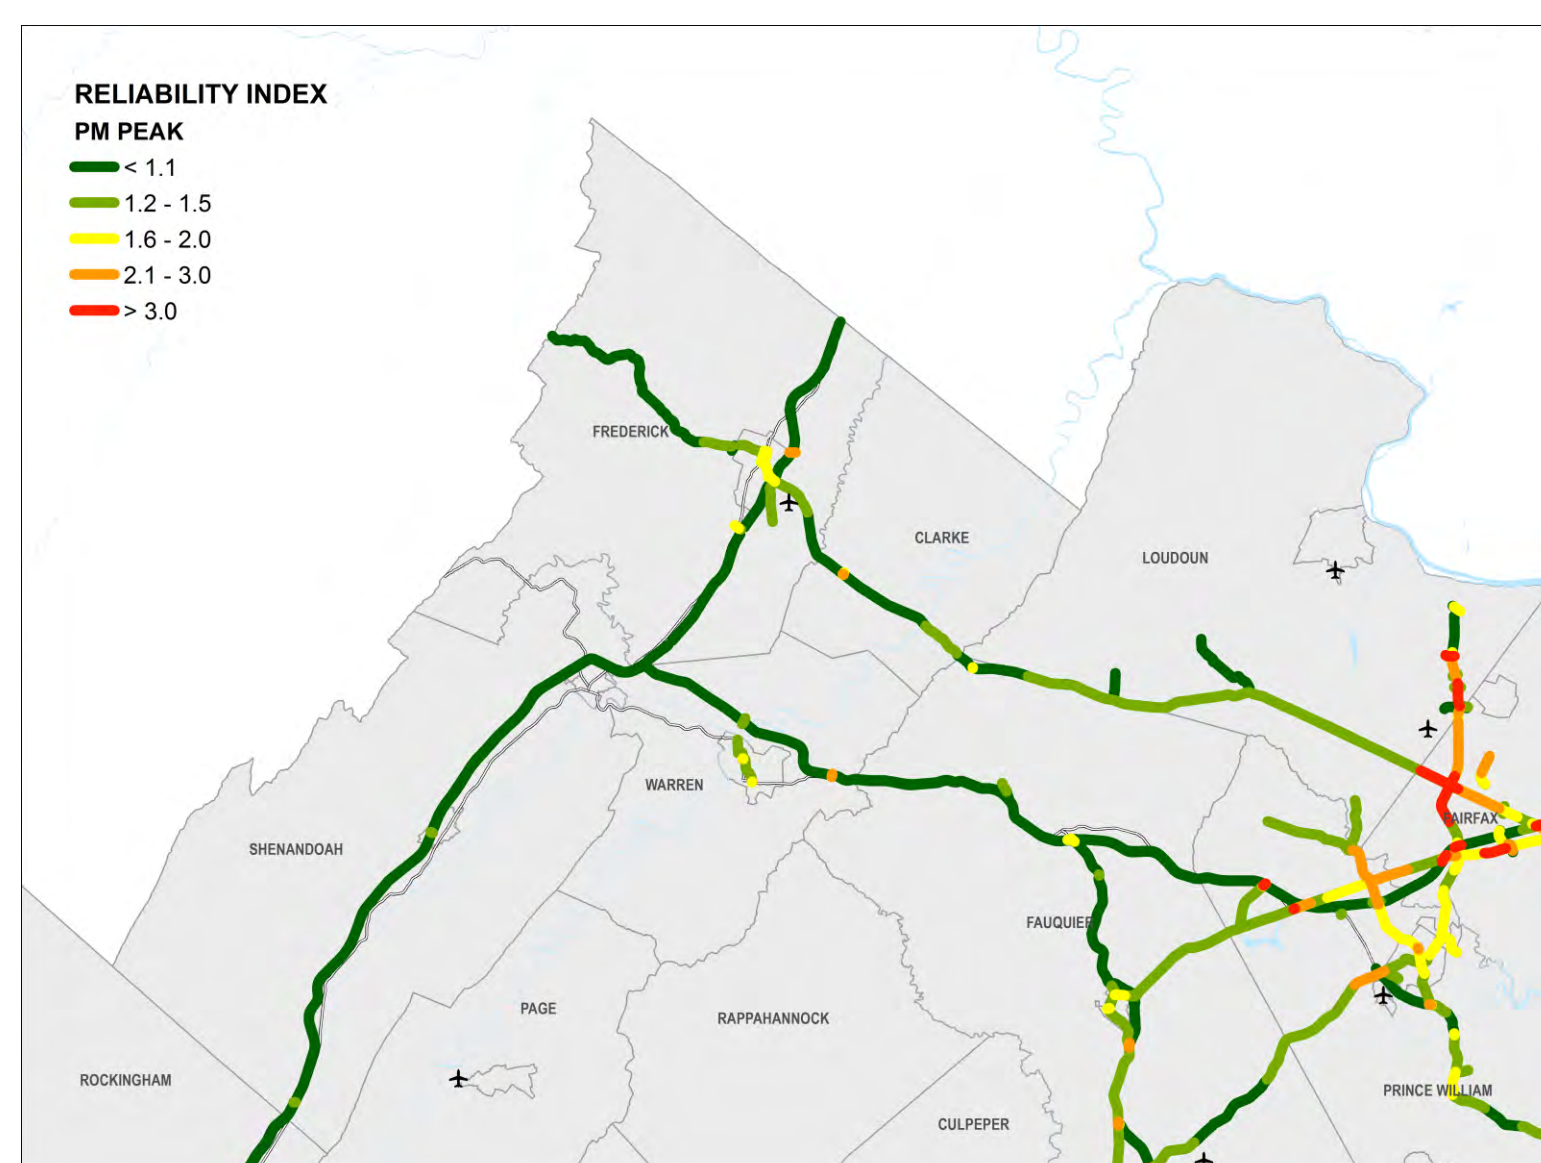 RELIABILITY INDEX
PM PEAK
< 1.1
1.2 - 1.5
1.6 - 2.0
2.1 - 3.0
> 3.0
FREDERICK
CLARKE
LOUDOUN
WARREN
FAIRFAX
SHENANDOAH
FAUQUIER
PAGE
RAPPAHANNOCK
ROCKINGHAM
PRINCE WILLIAM
CULPEPER